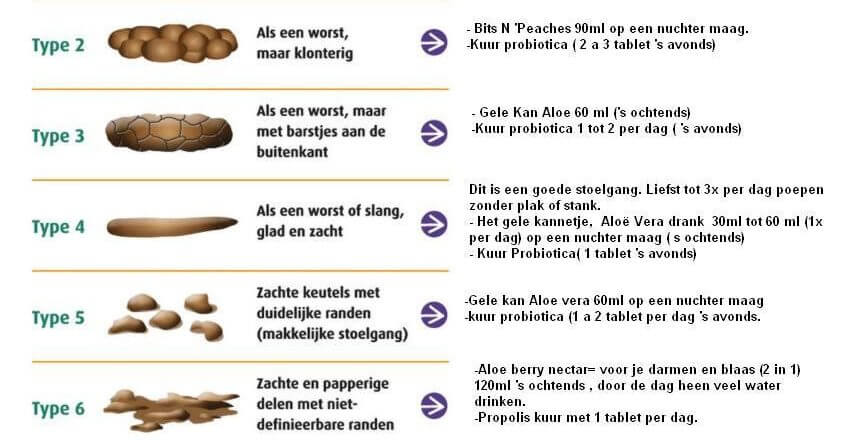 Type 2
Als een worst,
maar klonterig
- Bits N 'Peaches 90ml op een nuchter maag.
-Kuur probiotica ( 2 a 3 tablet 's avonds)
Type 3
Als een worst, maar
met barstjes aan de
buitenkant
- Gele Kan Aloe 60 ml ('s ochtends)
-Kuur probiotica 1 tot 2 per dag ( 's avonds)
Type 4
Als een worst of slang,
glad en zacht
Dit is een goede stoelgang. Liefst tot 3x per dag poepen
zonder plak of stank.
- Het gele kannetje,  Aloë Vera drank  30ml tot 60 ml (1x
per dag) op een nuchter maag ( s ochtends)
- Kuur Probiotica( 1 tablet 's avonds)
Type 5
Zachte keutels met
duidelijke randen
(makkelijke stoelgang)
-Gele kan Aloe vera 60ml op een nuchter maag
-kuur probiotica (1 a 2 tablet per dag 's avonds.
Type 6
Zachte en papperige
delen met niet-
definieerbare randen
-Aloe berry nectar= voor je darmen en blaas (2 in 1)
120ml 's ochtends , door de dag heen veel water
drinken.
-Propolis kuur met 1 tablet per dag.